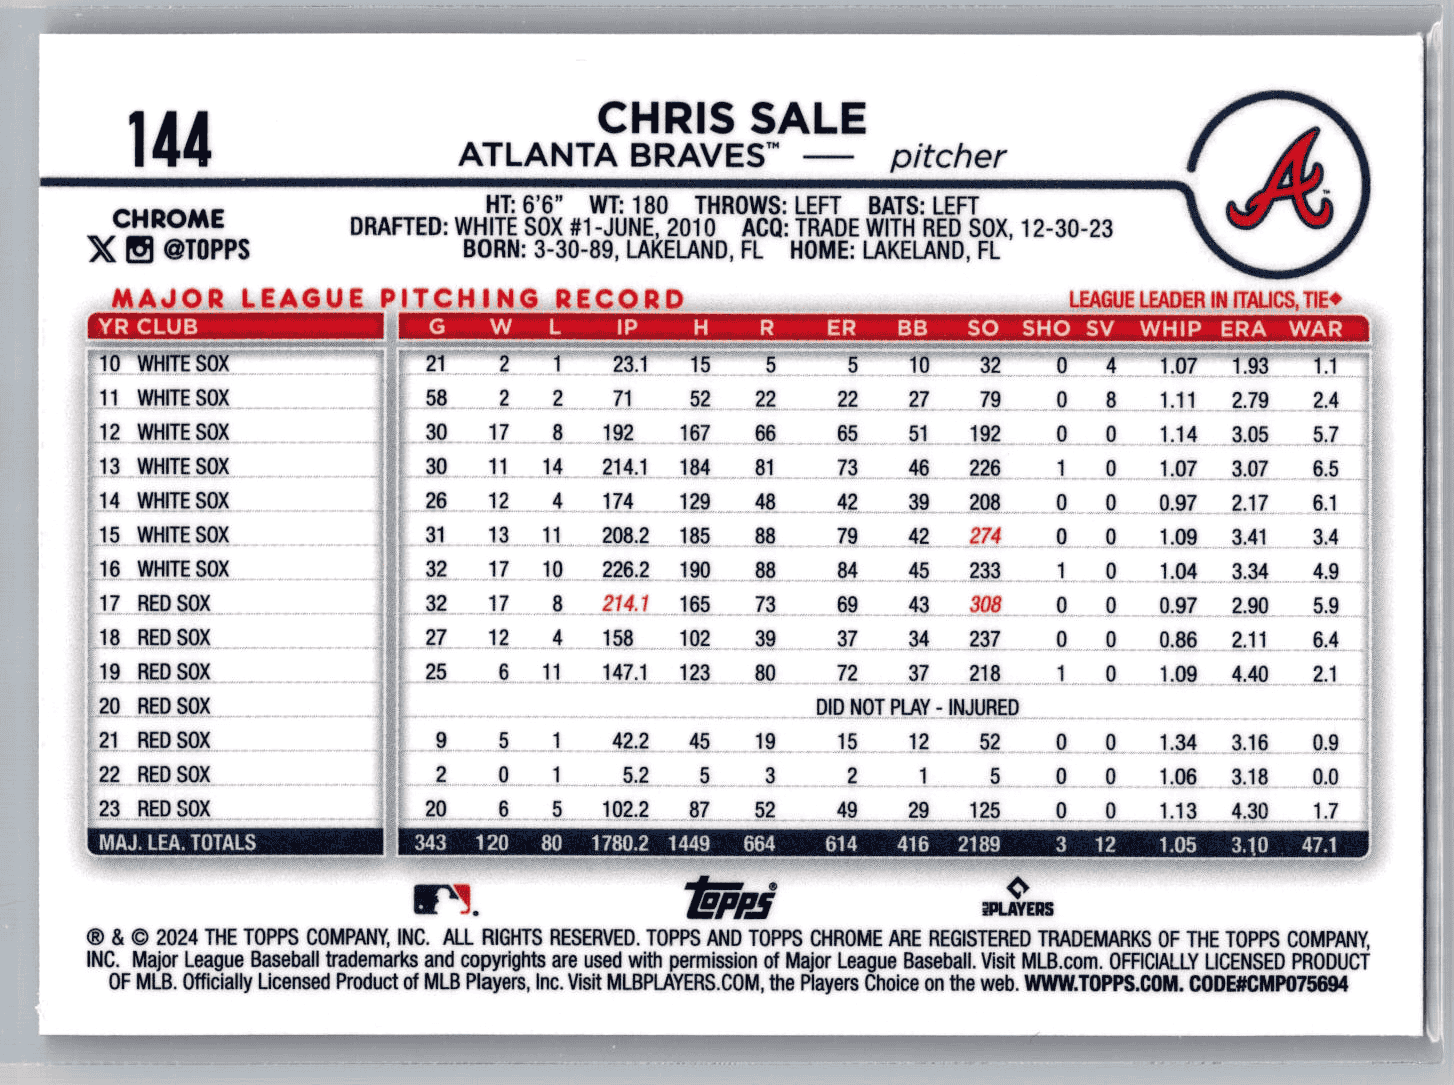 144
CHRIS SALE
ATLANTA BRAVES™ — pitcher
A™
CHROME
@TOPPS
HT: 6'6" WT: 180 THROWS: LEFT BATS: LEFT
DRAFTED: WHITE SOX #1-JUNE, 2010 ACQ: TRADE WITH RED SOX, 12-30-23
BORN: 3-30-89, LAKELAND, FL HOME: LAKELAND, FL
MAJOR LEAGUE PITCHING RECORD LEAGUE LEADER IN ITALICS, TIE◆
YR CLUB G W L IP H R ER BB SO SHO SV WHIP ERA WAR
10 WHITE SOX 21 2 1 23.1 15 5 5 10 32 0 4 1.07 1.93 1.1
11 WHITE SOX 58 2 2 71 52 22 22 27 79 0 8 1.11 2.79 2.4
12 WHITE SOX 30 17 8 192 167 66 65 51 192 0 0 1.14 3.05 5.7
13 WHITE SOX 30 11 14 214.1 184 81 73 46 226 1 0 1.07 3.07 6.5
14 WHITE SOX 26 12 4 174 129 48 42 39 208 0 0 0.97 2.17 6.1
15 WHITE SOX 31 13 11 208.2 185 88 79 42 274 0 0 1.09 3.41 3.4
16 WHITE SOX 32 17 10 226.2 190 88 84 45 233 1 0 1.04 3.34 4.9
17 RED SOX 32 17 8 214.1 165 73 69 43 308 0 0 0.97 2.90 5.9
18 RED SOX 27 12 4 158 102 39 37 34 237 0 0 0.86 2.11 6.4
19 RED SOX 25 6 11 147.1 123 80 72 37 218 1 0 1.09 4.40 2.1
20 RED SOX DID NOT PLAY - INJURED
21 RED SOX 9 5 1 42.2 45 19 15 12 52 0 0 1.34 3.16 0.9
22 RED SOX 2 0 1 5.2 5 3 2 1 5 0 0 1.06 3.18 0.0
23 RED SOX 20 6 5 102.2 87 52 49 29 125 0 0 1.13 4.30 1.7
MAJ. LEA. TOTALS 343 120 80 1780.2 1449 664 614 416 2189 3 12 1.05 3.10 47.1
topps® MLB PLAYERS
® & © 2024 THE TOPPS COMPANY, INC. ALL RIGHTS RESERVED. TOPPS AND TOPPS CHROME ARE REGISTERED TRADEMARKS OF THE TOPPS COMPANY,
INC. Major League Baseball trademarks and copyrights are used with permission of Major League Baseball. Visit MLB.com. OFFICIALLY LICENSED PRODUCT
OF MLB. Officially Licensed Product of MLB Players, Inc. Visit MLBPLAYERS.COM, the Players Choice on the web. WWW.TOPPS.COM. CODE#CMP075694